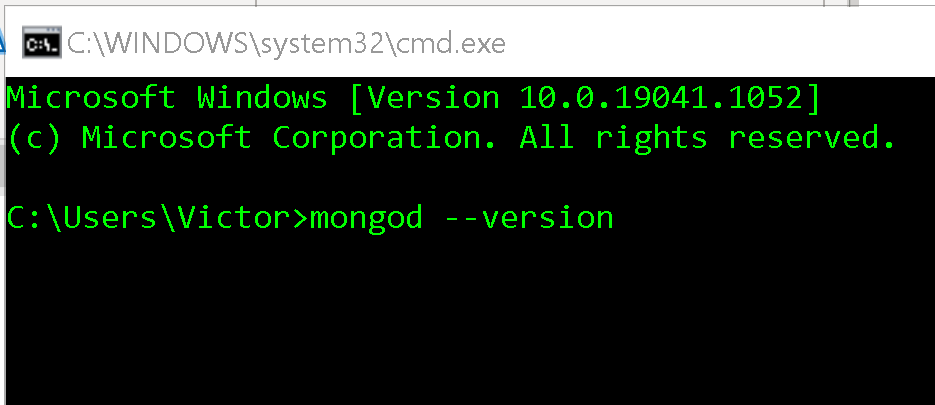 C:\WINDOWS\system32\cmd.exe
Microsoft Windows [Version 10.0.19041.1052]
(c) Microsoft Corporation. All rights reserved.
C:\Users\Victor>mongod --version